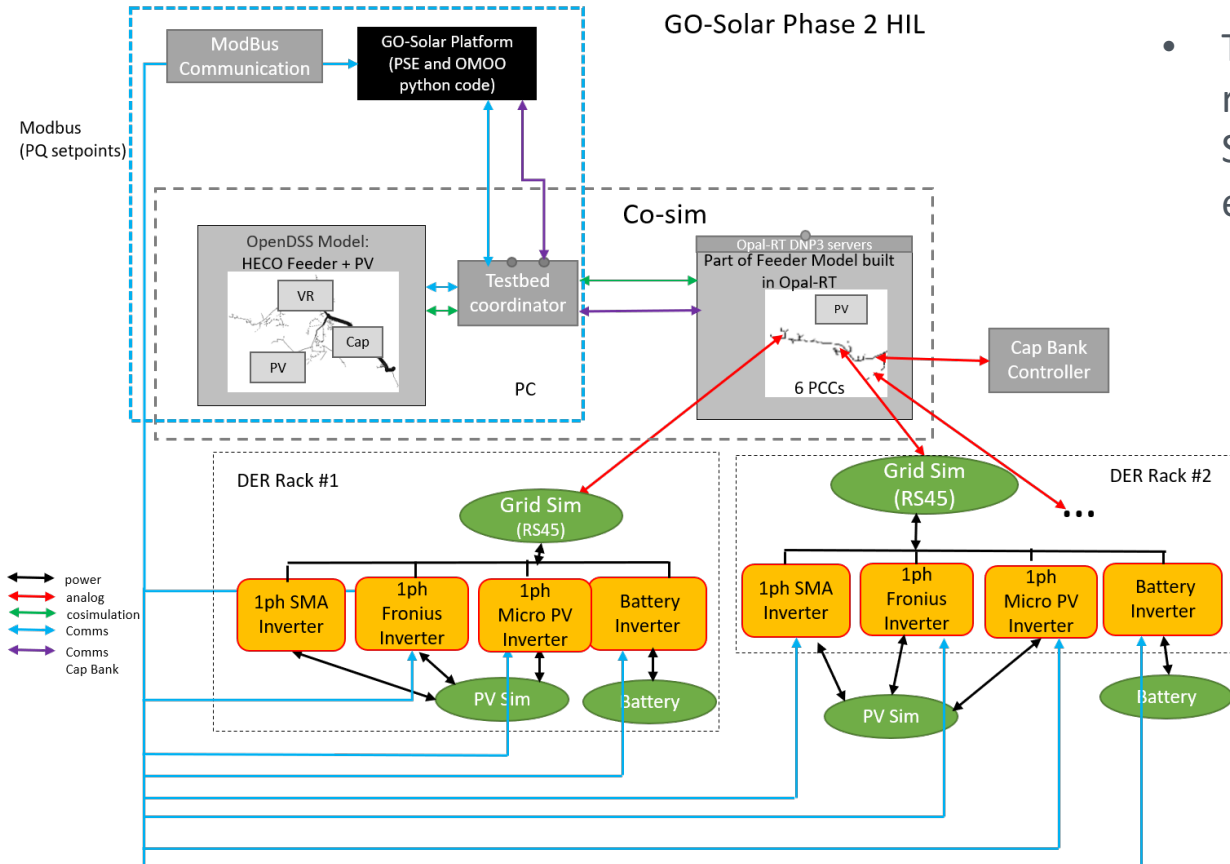 GO-Solar Phase 2 HIL
ModBus
Communication
GO-Solar Platform
(PSE and OMOO
python code)
Modbus
(PQ setpoints)
Co-sim
OpenDSS Model:
HECO Feeder + PV
VR
Cap
PV
Testbed
coordinator
PC
Opal-RT DNP3 servers
Part of Feeder Model built
in Opal-RT
PV
6 PCCs
Cap Bank
Controller
DER Rack #1
Grid Sim
(RS45)
1ph SMA
Inverter
1ph
Fronius
Inverter
1ph
Micro PV
Inverter
Battery
Inverter
PV Sim
Battery
DER Rack #2
Grid Sim
(RS45)
...
1ph SMA
Inverter
1ph
Fronius
Inverter
1ph
Micro PV
Inverter
Battery
Inverter
PV Sim
Battery
power
analog
cosimulation
Comms
Comms
Cap Bank